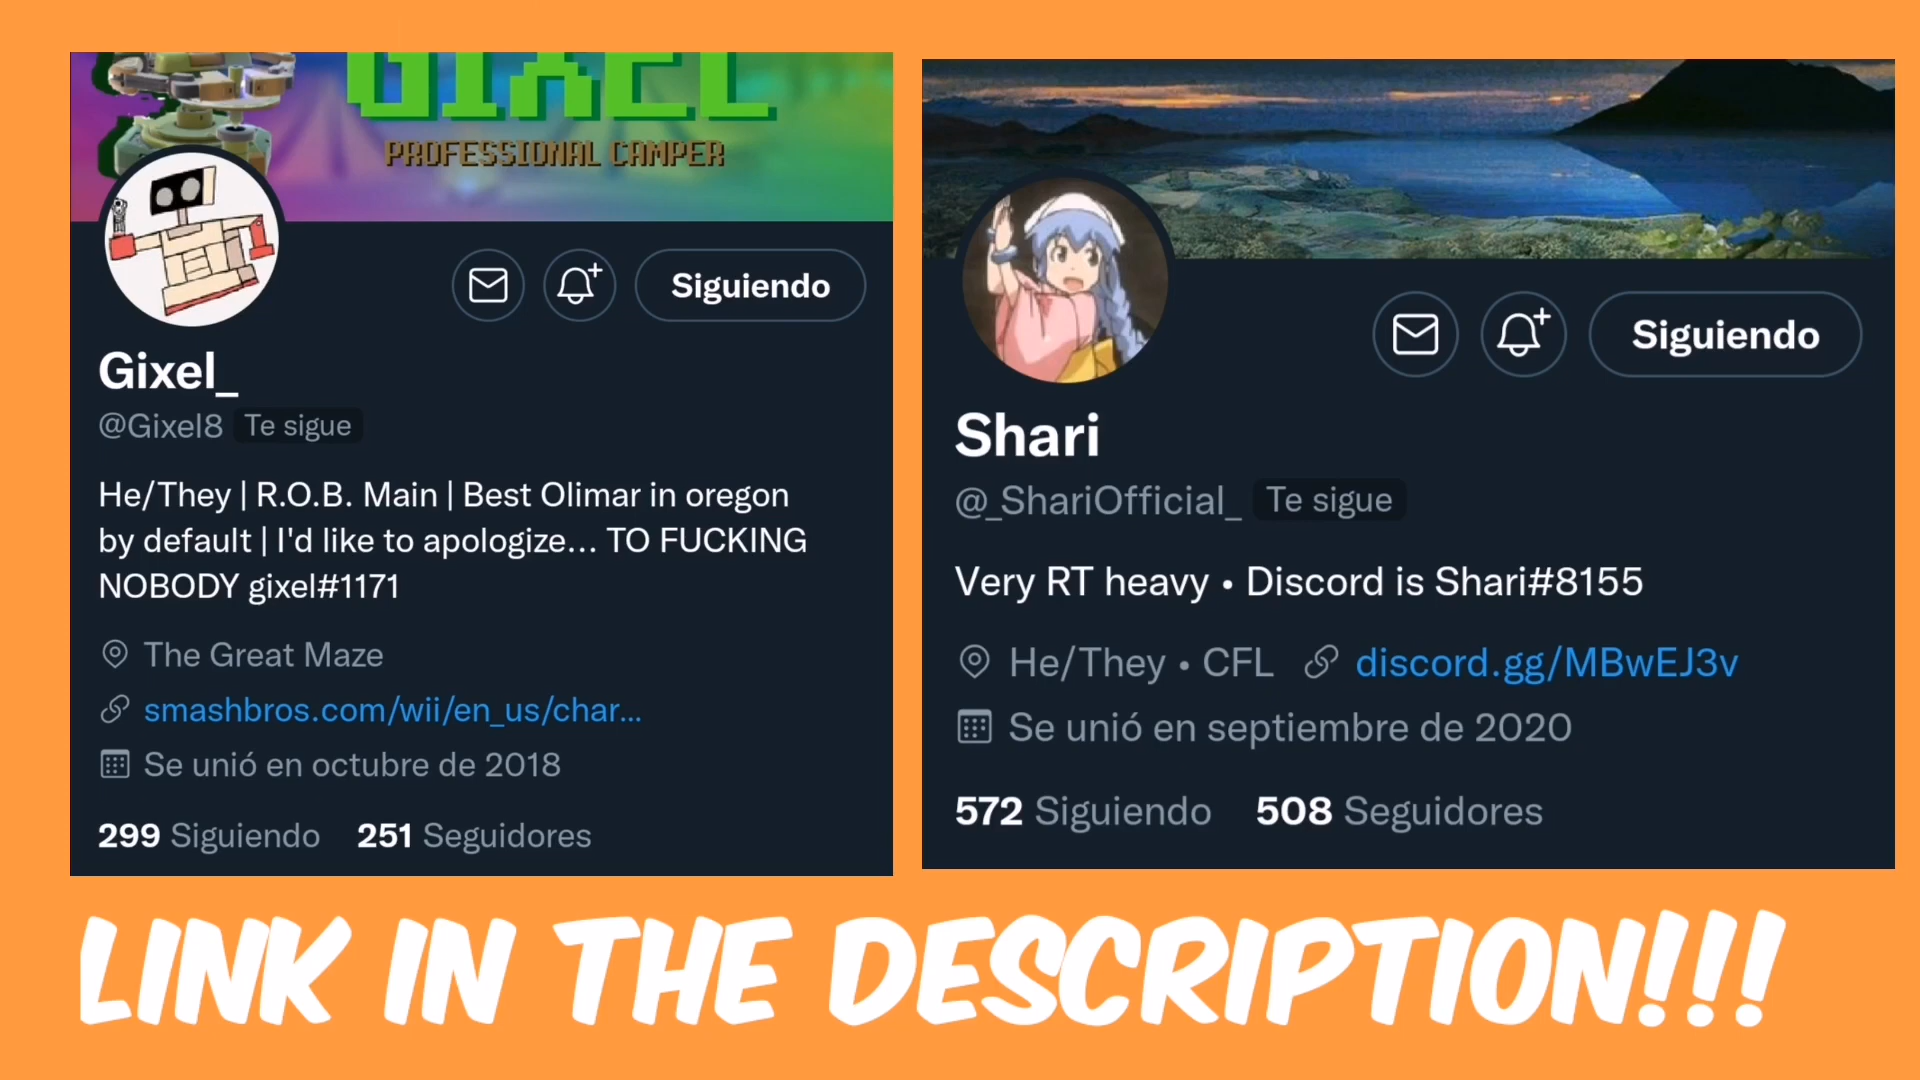 GIXEL
PROFESSIONAL CAMPER
Siguiendo
Gixel_
@Gixel8 Te sigue
He/They | R.O.B. Main | Best Olimar in oregon
by default | I'd like to apologize... TO FUCKING
NOBODY gixel#1171
The Great Maze
smashbros.com/wii/en_us/char...
Se unió en octubre de 2018
299 Siguiendo 251 Seguidores
Siguiendo
Shari
@_ShariOfficial_ Te sigue
Very RT heavy • Discord is Shari#8155
He/They • CFL discord.gg/MBwEJ3v
Se unió en septiembre de 2020
572 Siguiendo 508 Seguidores
LINK IN THE DESCRIPTION!!!